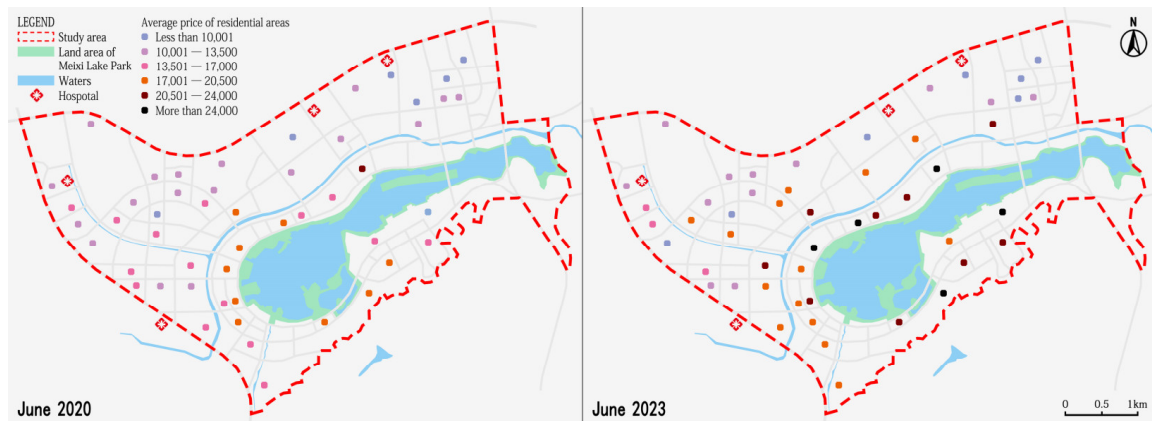 LEGEND
Study area
Land area of
Meixi Lake Park
Waters
Hospotal
Average price of residential areas
Less than 10,001
10,001 — 13,500
13,501 — 17,000
17,001 — 20,500
20,501 — 24,000
More than 24,000
June 2020
N
June 2023
0 0.5 1km